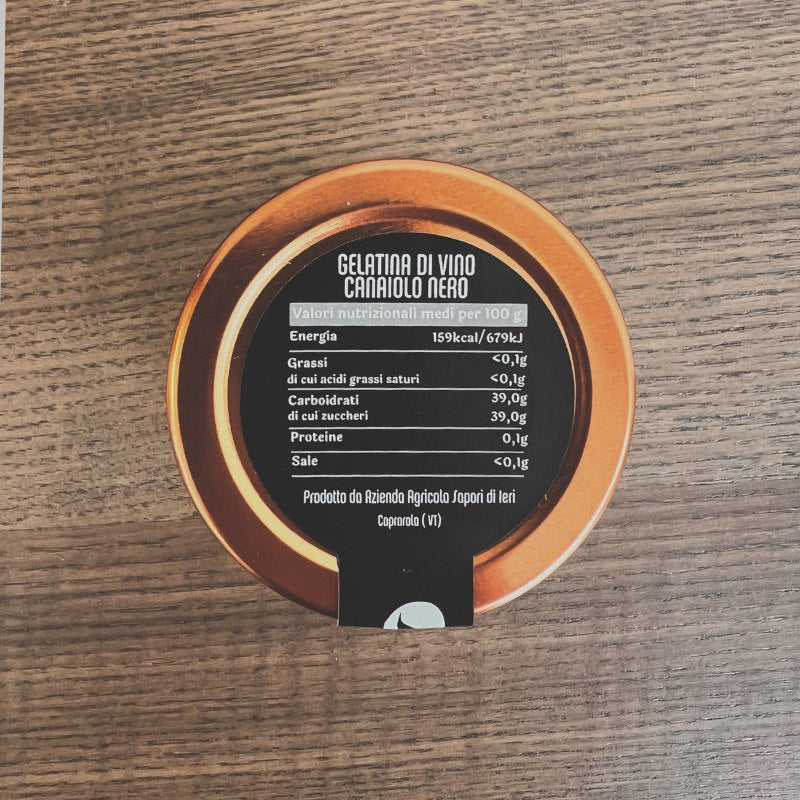 GELATINA DI VINO
CANAIOLO NERO
Valori nutrizionali medi per 100 g
Energia 159kcal/679kJ
Grassi <0,1g
di cui acidi grassi saturi <0,1g
Carboidrati 39,0g
di cui zuccheri 39,0g
Proteine 0,1g
Sale <0,1g
Prodotto da Azienda Agricola Sapori di Ieri
Caprarola ( VT)